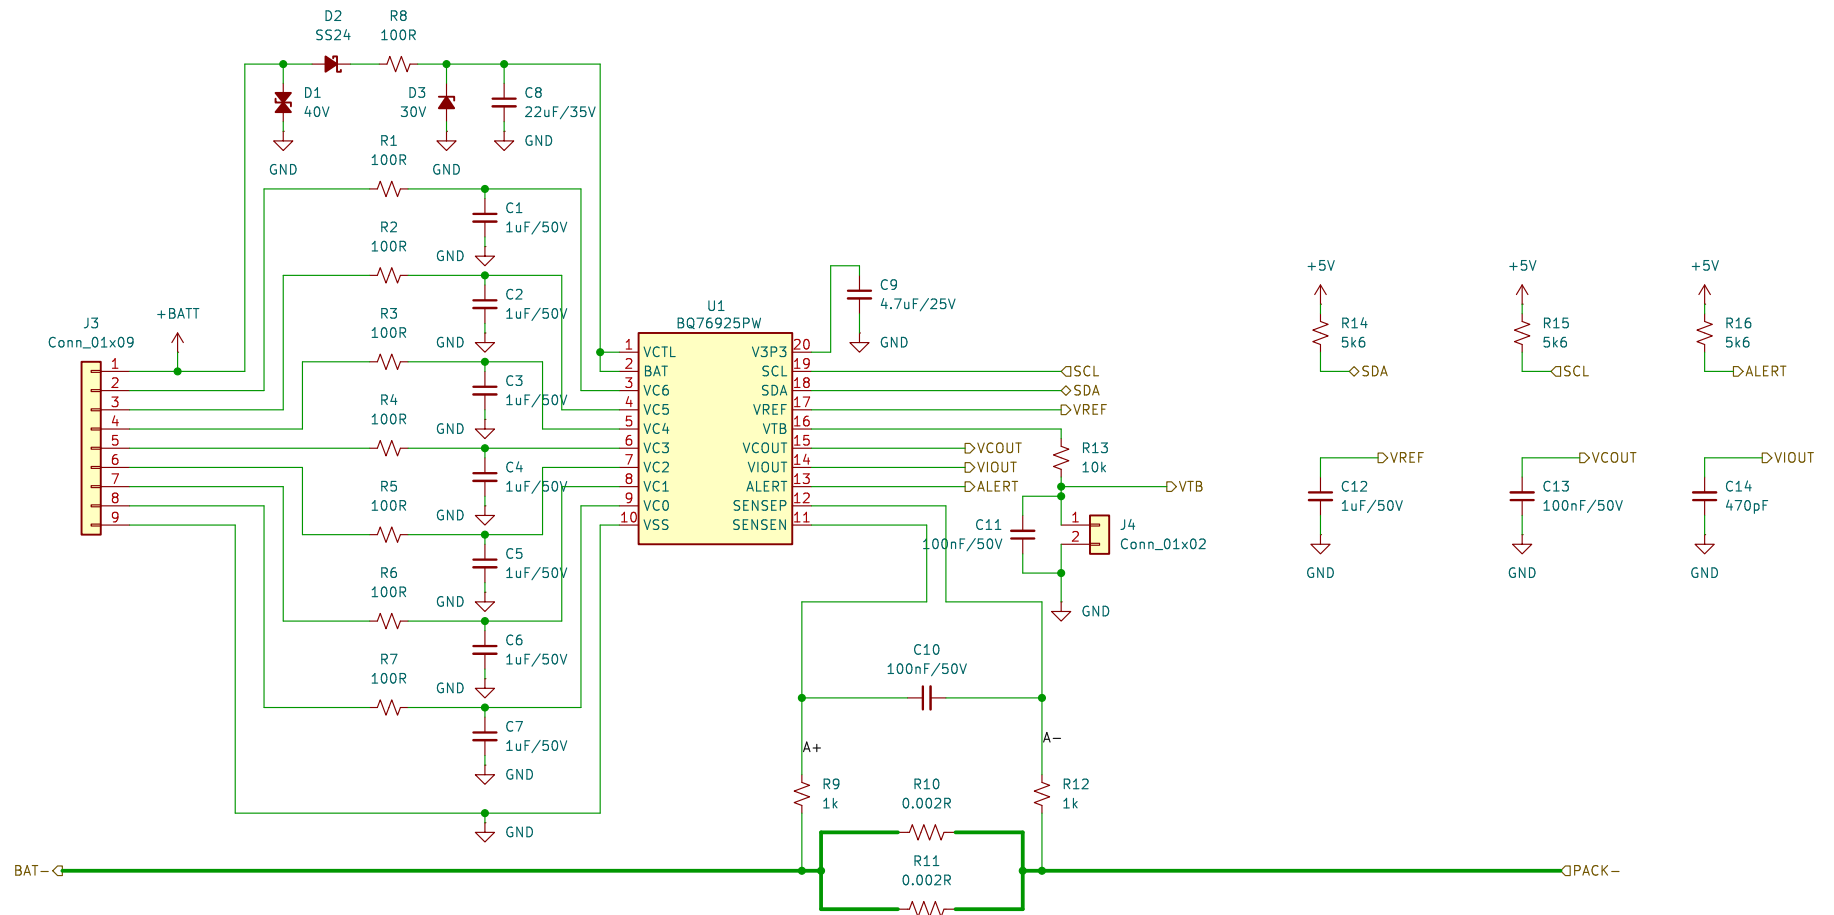 D2
SS24
R8
100R
D1
40V
D3
30V
C8
22uF/35V
GND
GND
GND
R1
100R
C1
1uF/50V
GND
R2
100R
C2
1uF/50V
GND
R3
100R
C3
1uF/50V
GND
R4
100R
C4
1uF/50V
GND
R5
100R
C5
1uF/50V
GND
R6
100R
C6
1uF/50V
GND
R7
100R
C7
1uF/50V
GND
GND
+BATT
J3
Conn_01x09
1
2
3
4
5
6
7
8
9
U1
BQ76925PW
1 VCTL
2 BAT
3 VC6
4 VC5
5 VC4
6 VC3
7 VC2
8 VC1
9 VC0
10 VSS
V3P3 20
SCL 19
SDA 18
VREF 17
VTB 16
VCOUT 15
VIOUT 14
ALERT 13
SENSEP 12
SENSEN 11
C9
4.7uF/25V
GND
SCL
SDA
VREF
VCOUT
VIOUT
ALERT
R13
10k
VTB
C11
100nF/50V
1
2
J4
Conn_01x02
GND
C10
100nF/50V
A+
A-
R9
1k
R12
1k
R10
0.002R
R11
0.002R
BAT-
PACK-
+5V
R14
5k6
SDA
+5V
R15
5k6
SCL
+5V
R16
5k6
ALERT
VREF
C12
1uF/50V
GND
VCOUT
C13
100nF/50V
GND
VIOUT
C14
470pF
GND